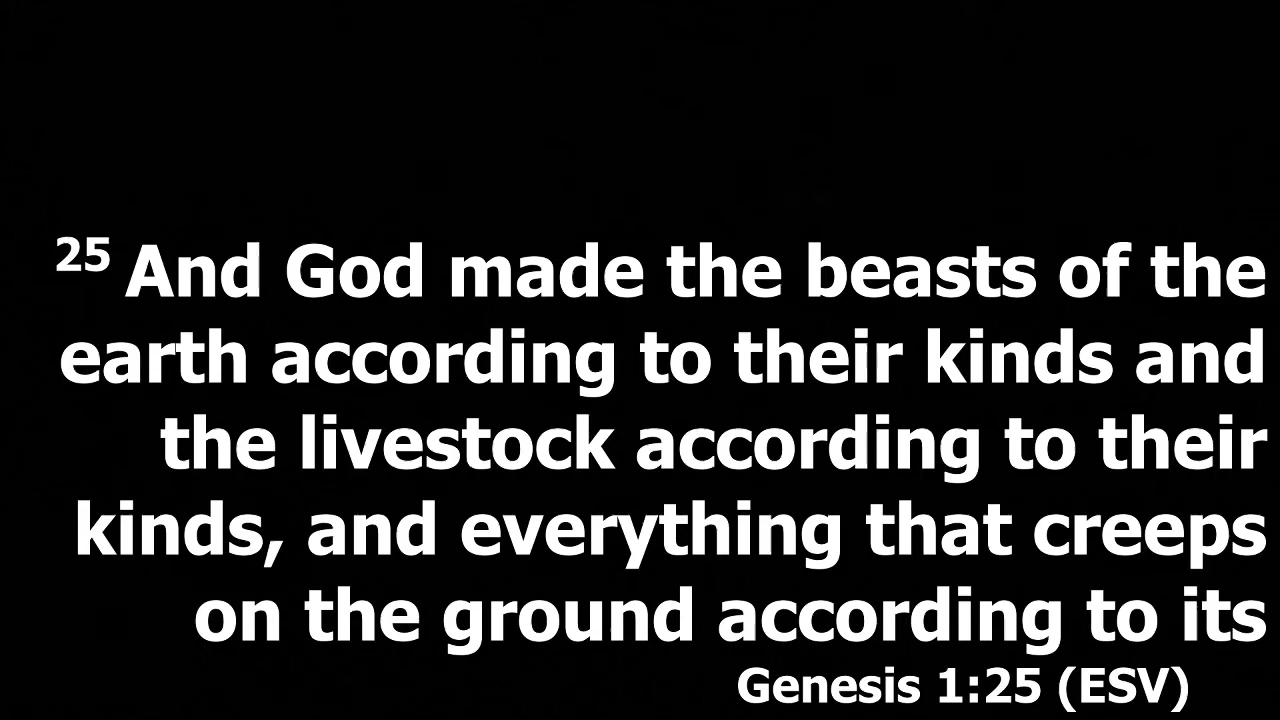 25 And God made the beasts of the
earth according to their kinds and
the livestock according to their
kinds, and everything that creeps
on the ground according to its
Genesis 1:25 (ESV)